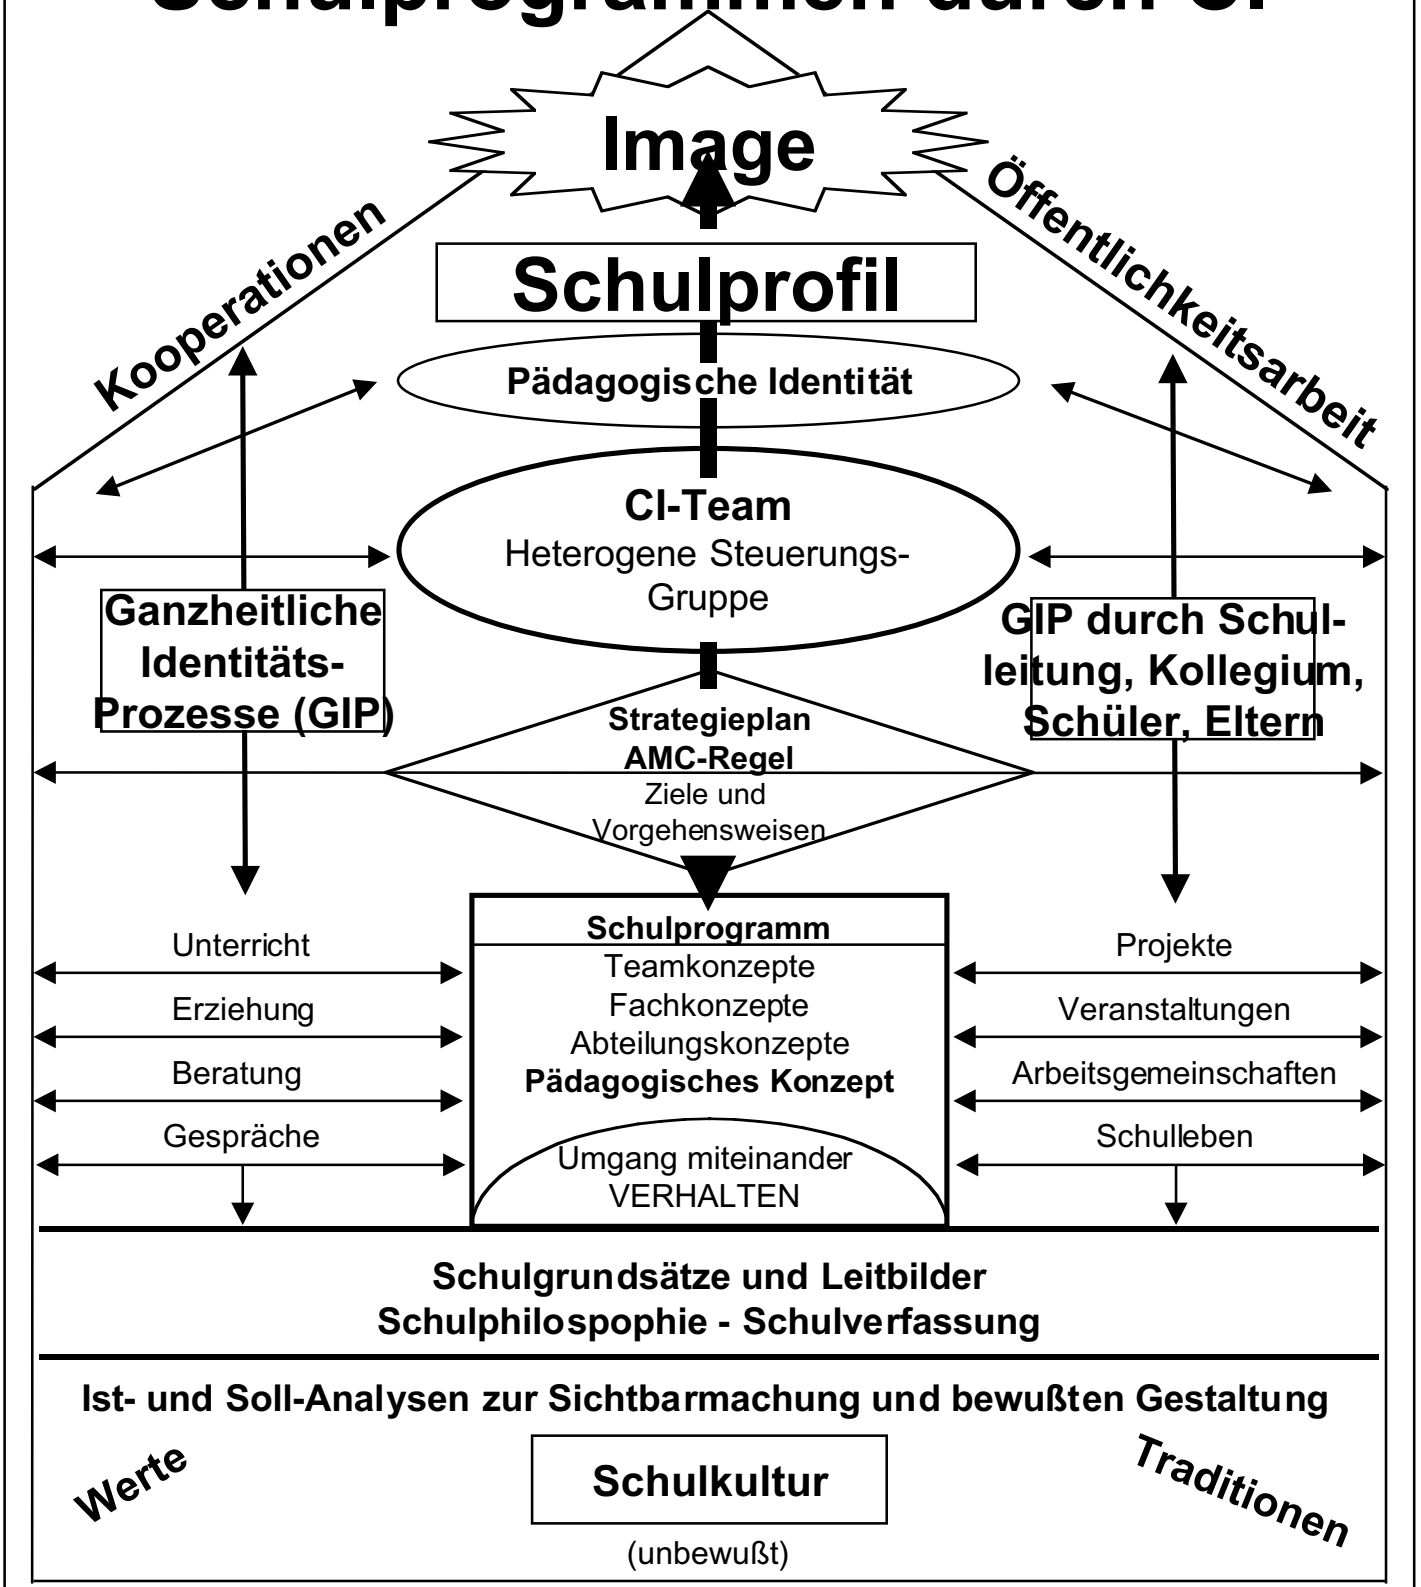 Schulprogrammen durch CI
Image
Kooperationen
Öffentlichkeitsarbeit
Schulprofil
Pädagogische Identität
CI-Team
Heterogene Steuerungs-
Gruppe
Ganzheitliche
Identitäts-
Prozesse (GIP)
GIP durch Schul-
leitung, Kollegium,
Schüler, Eltern
Strategieplan
AMC-Regel
Ziele und
Vorgehensweisen
Unterricht
Erziehung
Beratung
Gespräche
Schulprogramm
Teamkonzepte
Fachkonzepte
Abteilungskonzepte
Pädagogisches Konzept
Umgang miteinander
VERHALTEN
Projekte
Veranstaltungen
Arbeitsgemeinschaften
Schulleben
Schulgrundsätze und Leitbilder
Schulphilospophie - Schulverfassung
Ist- und Soll-Analysen zur Sichtbarmachung und bewußten Gestaltung
Werte
Schulkultur
Traditionen
(unbewußt)